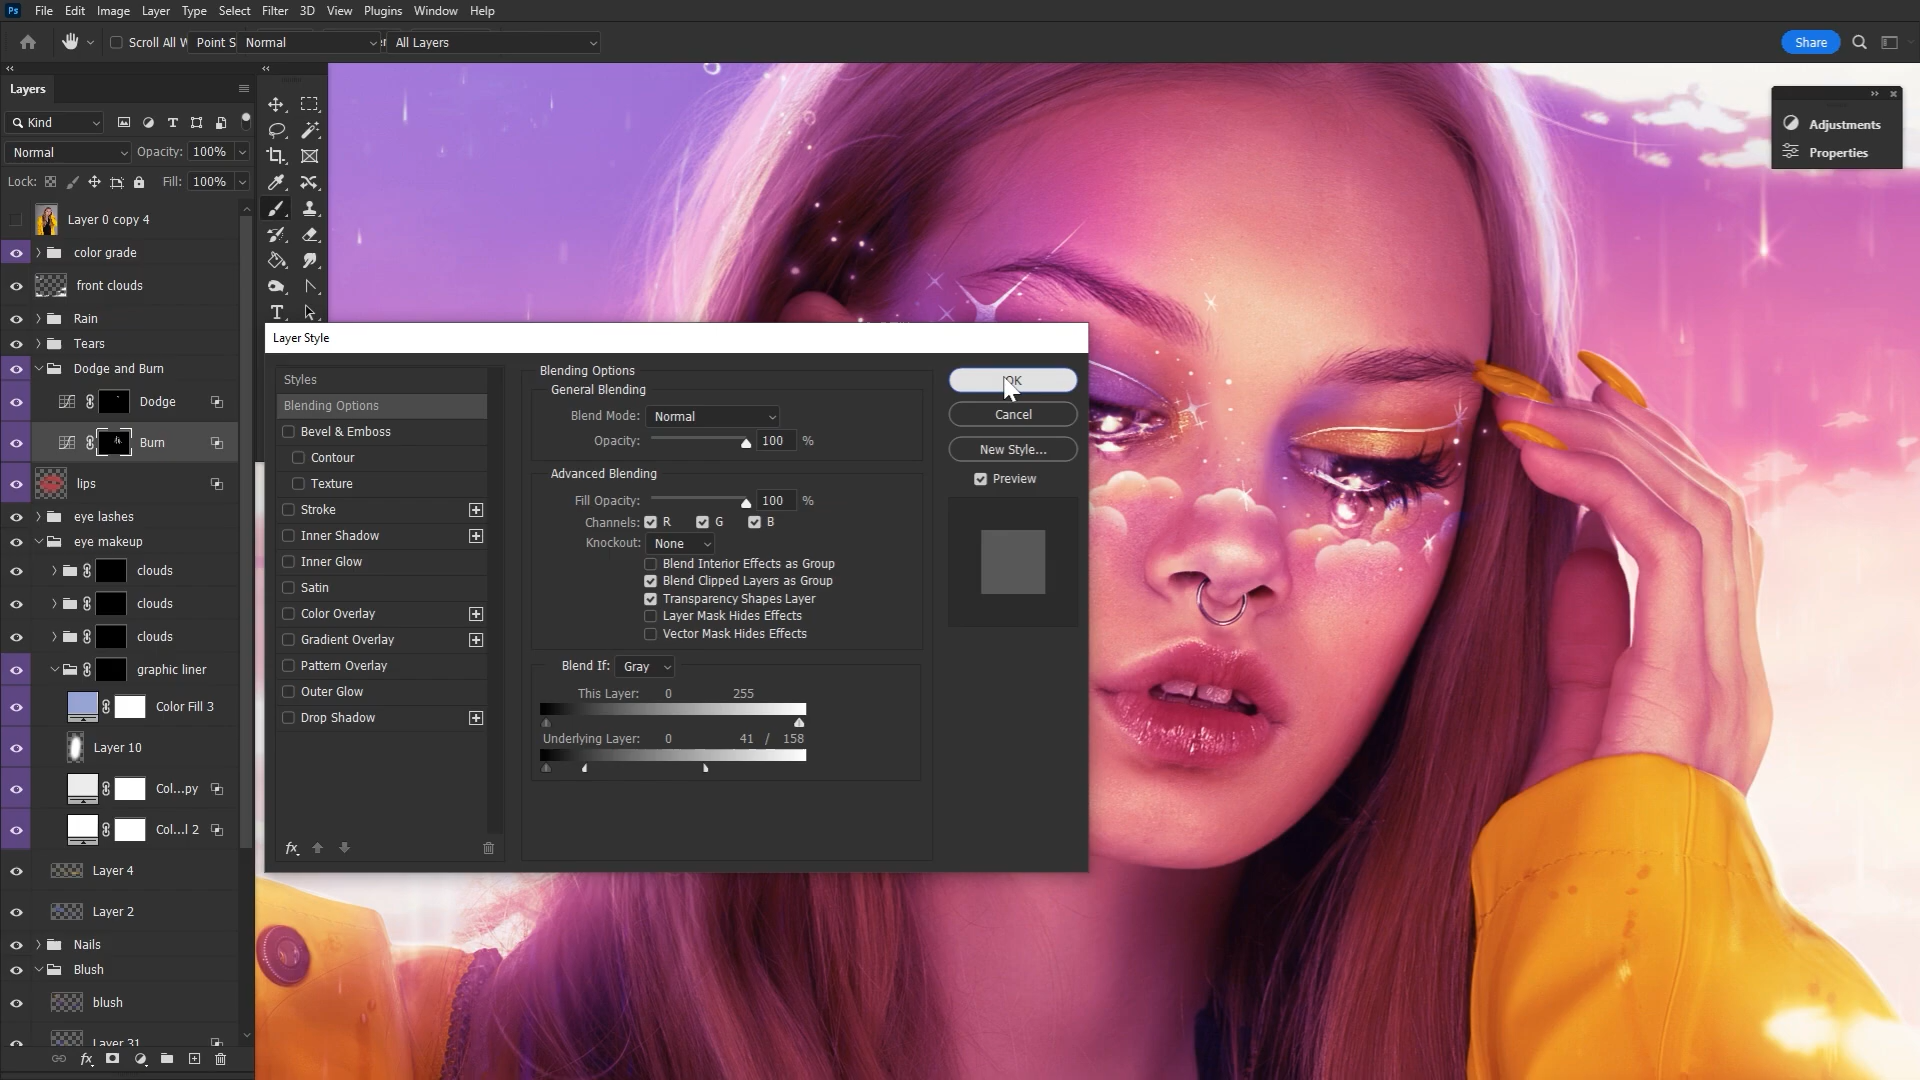 Ps File Edit Image Layer Type Select Filter 3D View Plugins Window Help
Scroll All W Point S Normal All Layers Share
Layers
Kind
Normal Opacity: 100%
Lock: Fill: 100%
Layer 0 copy 4
color grade
front clouds
Rain
Tears
Dodge and Burn
Dodge
Burn
lips
eye lashes
eye makeup
clouds
clouds
clouds
graphic liner
Color Fill 3
Layer 10
Col...py
Col...l 2
Layer 4
Layer 2
Nails
Blush
blush
Layer 31
fx
T
Layer Style
Styles
Blending Options
Bevel & Emboss
Contour
Texture
Stroke
Inner Shadow
Inner Glow
Satin
Color Overlay
Gradient Overlay
Pattern Overlay
Outer Glow
Drop Shadow
fx
Blending Options
General Blending
Blend Mode: Normal
Opacity: 100 %
Advanced Blending
Fill Opacity: 100 %
Channels: R G B
Knockout: None
Blend Interior Effects as Group
Blend Clipped Layers as Group
Transparency Shapes Layer
Layer Mask Hides Effects
Vector Mask Hides Effects
Blend If: Gray
This Layer: 0 255
Underlying Layer: 0 41 / 158
OK
Cancel
New Style...
Preview
Adjustments
Properties